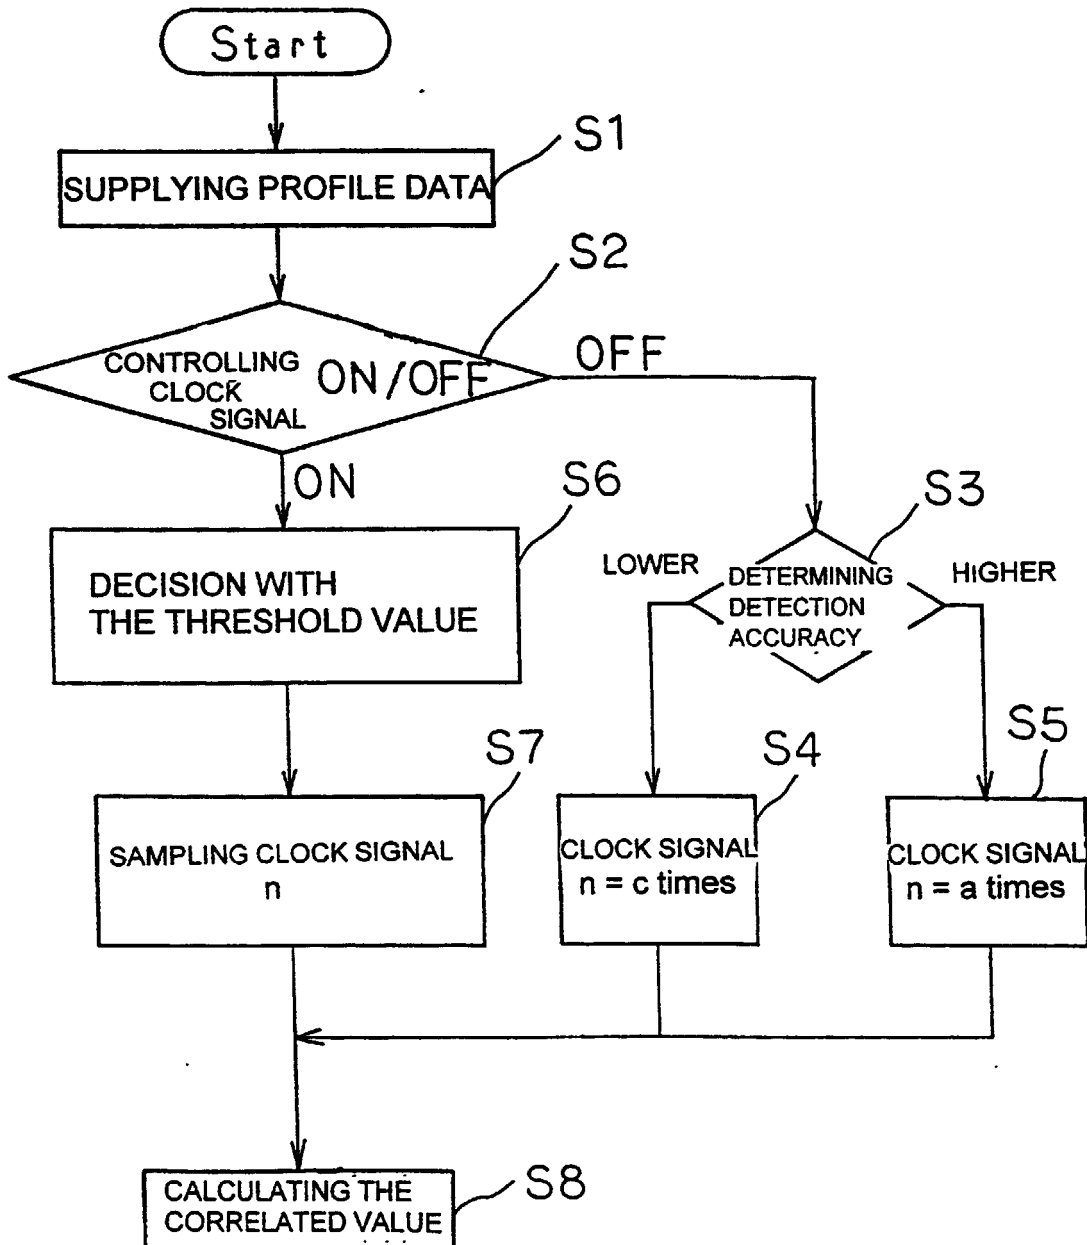 Start
S1
SUPPLYING PROFILE DATA
S2
CONTROLLING
CLOCK
SIGNAL
ON/OFF
OFF
ON
S6
DECISION WITH
THE THRESHOLD VALUE
S3
LOWER
DETERMINING
DETECTION
ACCURACY
HIGHER
S7
SAMPLING CLOCK SIGNAL
n
S4
CLOCK SIGNAL
n = c times
S5
CLOCK SIGNAL
n = a times
S8
CALCULATING THE
CORRELATED VALUE